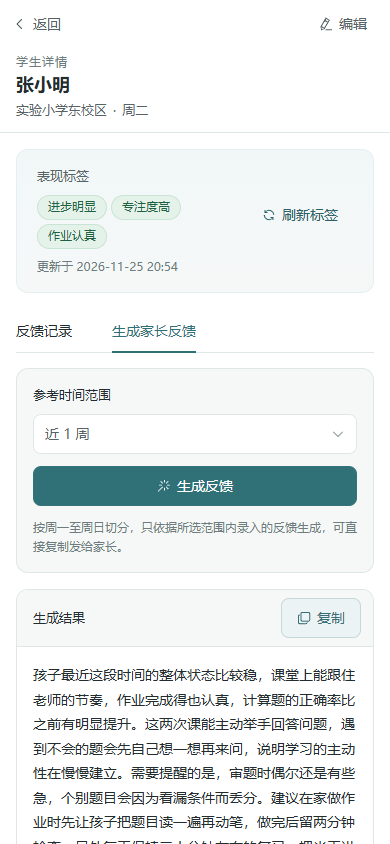 返回
编辑
学生详情
张小明
实验小学东校区 · 周二
表现标签
进步明显
专注度高
作业认真
刷新标签
更新于 2026-11-25 20:54
反馈记录
生成家长反馈
参考时间范围
近 1 周
生成反馈
按周一至周日切分，只依据所选范围内录入的反馈生成，可直
接复制发给家长。
生成结果
复制
孩子最近这段时间的整体状态比较稳，课堂上能跟住
老师的节奏，作业完成得也认真，计算题的正确率比
之前有明显提升。这两次课能主动举手回答问题，遇
到不会的题会先自己想一想再来问，说明学习的主动
性在慢慢建立。需要提醒的是，审题时偶尔还是有些
急，个别题目会因为看漏条件而丢分。建议在家做作
业时先让孩子把题目读一遍再动笔，做完后留两分钟